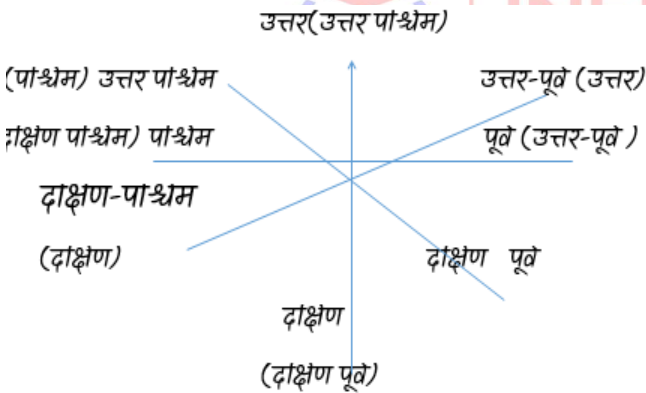 उत्तर(उत्तर पश्चिम)
(पश्चिम) उत्तर पश्चिम उत्तर-पूर्व (उत्तर)
दक्षिण पश्चिम) पश्चिम पूर्व (उत्तर-पूर्व )
दक्षिण-पश्चिम
(दक्षिण) दक्षिण पूर्व
दक्षिण
(दक्षिण पूर्व)